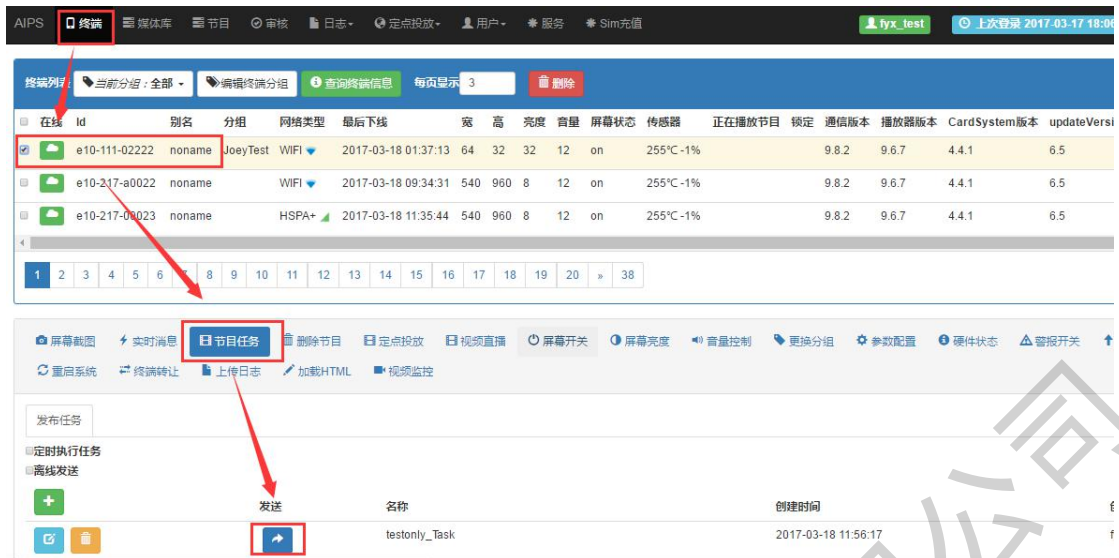 AIPS 终端 媒体库 节目 审核 日志 定点投放 用户 服务 Sim充值 fyx_test 上次登录 2017-03-17 18:06
终端列表 当前分组 : 全部 编辑终端分组 查询终端信息 每页显示 3 删除
在线 Id 别名 分组 网络类型 最后下线 宽 高 亮度 音量 屏幕状态 传感器 正在播放节目 锁定 通信版本 播放器版本 CardSystem版本 updateVersi
e10-111-02222 noname JoeyTest WIFI 2017-03-18 01:37:13 64 32 32 12 on 255℃-1% 9.8.2 9.6.7 4.4.1 6.5
e10-217-a0022 noname WIFI 2017-03-18 09:34:31 540 960 8 12 on 255℃-1% 9.8.2 9.6.7 4.4.1 6.5
e10-217-00023 noname HSPA+ 2017-03-18 11:35:44 540 960 8 12 on 255℃-1% 9.8.2 9.6.7 4.4.1 6.5
1 2 3 4 5 6 7 8 9 10 11 12 13 14 15 16 17 18 19 20 » 38
屏幕截图 实时消息 节目任务 删除节目 定点投放 视频直播 屏幕开关 屏幕亮度 音量控制 更换分组 参数配置 硬件状态 警报开关
重启系统 终端转让 上传日志 加载HTML 视频监控
发布任务
定时执行任务
离线发送
发送 名称 创建时间
testonly_Task 2017-03-18 11:56:17 f
公司